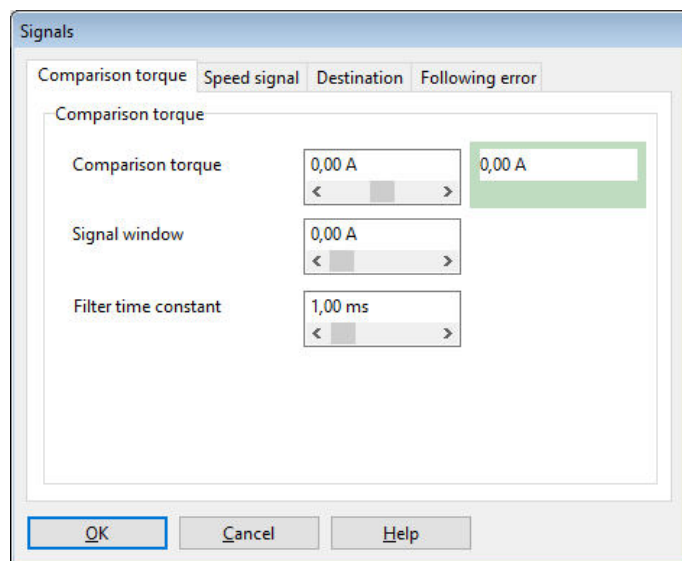 Signals
Comparison torque Speed signal Destination Following error
Comparison torque
Comparison torque 0,00 A 0,00 A
Signal window 0,00 A
Filter time constant 1,00 ms
OK Cancel Help